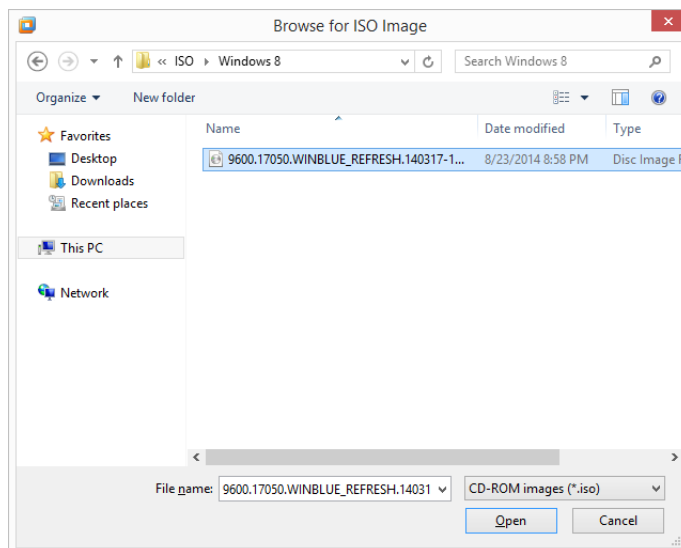 Browse for ISO Image
« ISO Windows 8
Search Windows 8
Organize New folder
Name Date modified Type
9600.17050.WINBLUE_REFRESH.140317-1... 8/23/2014 8:58 PM Disc Image
Favorites
Desktop
Downloads
Recent places
This PC
Network
File name: 9600.17050.WINBLUE_REFRESH.14031 CD-ROM images (*.iso)
Open Cancel